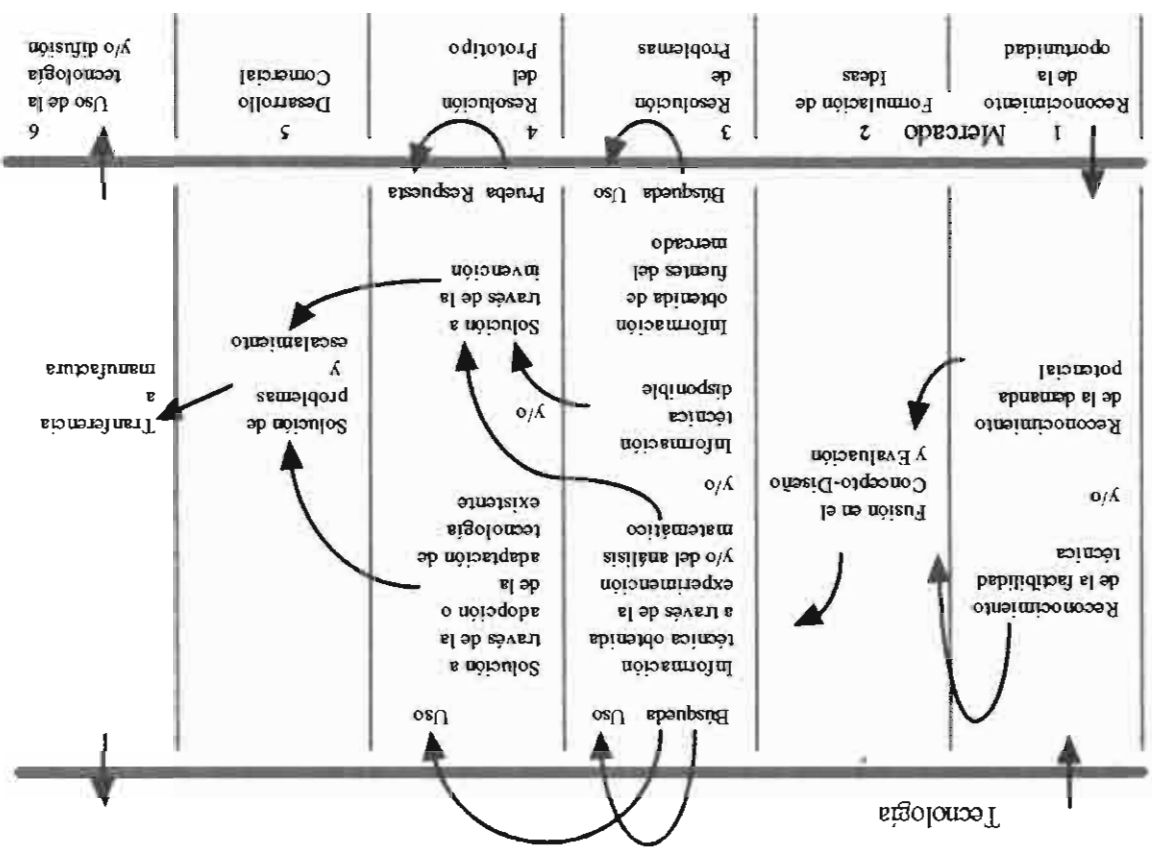 Tecnología
Reconocimiento
de la factibilidad
técnica
y/o
Reconocimiento
de la demanda
potencial
Fusión en el
Concepto-Diseño
y Evaluación
Búsqueda Uso
Información
técnica obtenida
a través de la
experimención
y/o del análisis
matemático
y/o
Información
técnica
disponible
Información
obtenida de
fuentes del
mercado
Búsqueda Uso
Uso
Solución a
través de la
adopción o
de la
adaptación de
tecnología
existente
y/o
Solución a
través de la
invención
Prueba Respuesta
Solución de
problemas
y
escalamiento
Tranferencia
a
manufactura
Mercado
1
Reconocimiento
de la
oportunidad
2
Formulación de
Ideas
3
Resolución
de
Problemas
4
Resolución
del
Prototipo
5
Desarrollo
Comercial
6
Uso de la
tecnología
y/o difusión